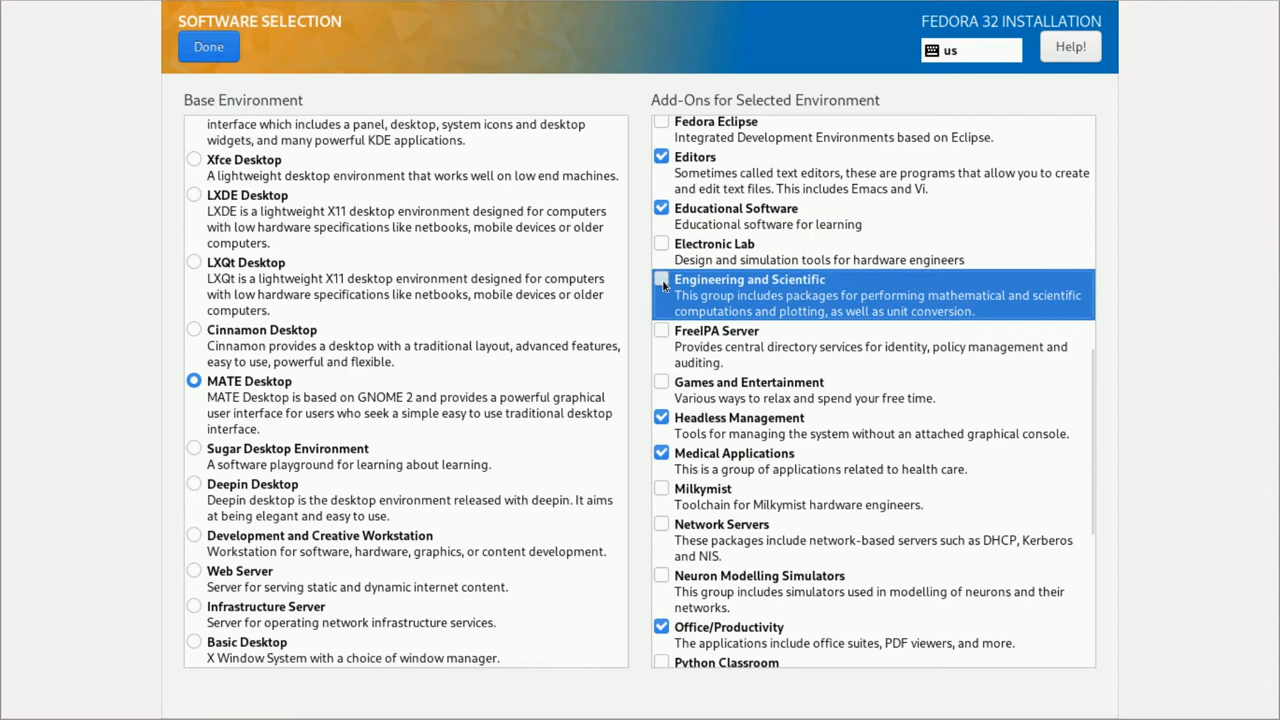 SOFTWARE SELECTION
FEDORA 32 INSTALLATION
Done
us
Help!
Base Environment
interface which includes a panel, desktop, system icons and desktop
widgets, and many powerful KDE applications.
Xfce Desktop
A lightweight desktop environment that works well on low end machines.
LXDE Desktop
LXDE is a lightweight X11 desktop environment designed for computers
with low hardware specifications like netbooks, mobile devices or older
computers.
LXQt Desktop
LXQt is a lightweight X11 desktop environment designed for computers
with low hardware specifications like netbooks, mobile devices or older
computers.
Cinnamon Desktop
Cinnamon provides a desktop with a traditional layout, advanced features,
easy to use, powerful and flexible.
MATE Desktop
MATE Desktop is based on GNOME 2 and provides a powerful graphical
user interface for users who seek a simple easy to use traditional desktop
interface.
Sugar Desktop Environment
A software playground for learning about learning.
Deepin Desktop
Deepin desktop is the desktop environment released with deepin. It aims
at being elegant and easy to use.
Development and Creative Workstation
Workstation for software, hardware, graphics, or content development.
Web Server
Server for serving static and dynamic internet content.
Infrastructure Server
Server for operating network infrastructure services.
Basic Desktop
X Window System with a choice of window manager.
Add-Ons for Selected Environment
Fedora Eclipse
Integrated Development Environments based on Eclipse.
Editors
Sometimes called text editors, these are programs that allow you to create
and edit text files. This includes Emacs and Vi.
Educational Software
Educational software for learning
Electronic Lab
Design and simulation tools for hardware engineers
Engineering and Scientific
This group includes packages for performing mathematical and scientific
computations and plotting, as well as unit conversion.
FreeIPA Server
Provides central directory services for identity, policy management and
auditing.
Games and Entertainment
Various ways to relax and spend your free time.
Headless Management
Tools for managing the system without an attached graphical console.
Medical Applications
This is a group of applications related to health care.
Milkymist
Toolchain for Milkymist hardware engineers.
Network Servers
These packages include network-based servers such as DHCP, Kerberos
and NIS.
Neuron Modelling Simulators
This group includes simulators used in modelling of neurons and their
networks.
Office/Productivity
The applications include office suites, PDF viewers, and more.
Python Classroom